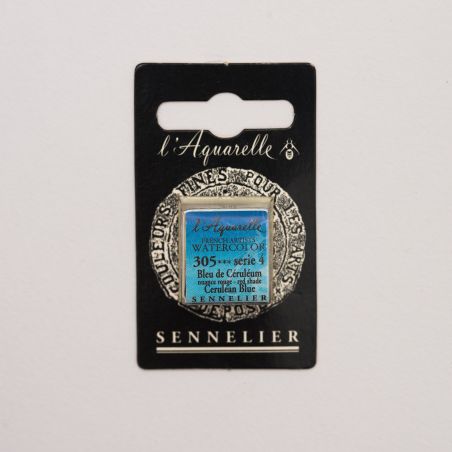 l'Aquarelle
COULEURS FINES POUR LES ARTS
l'Aquarelle
FRENCH ARTISTS'
WATERCOLOR
305*** serie 4
Bleu de Céruléum
nuance rouge - red shade
Cerulean Blue
SENNELIER
DEPOSE
SENNELIER